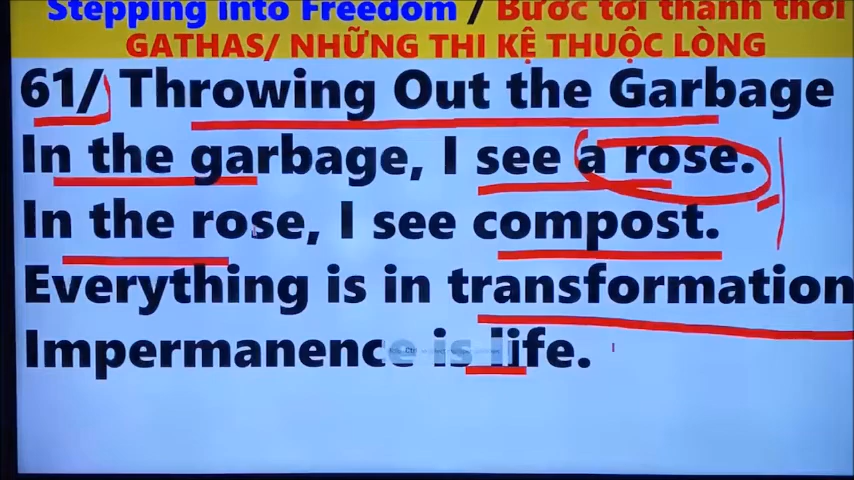 Stepping into Freedom / Bước tới thảnh thơi
GATHAS/ NHỮNG THI KỆ THUỘC LÒNG
61/ Throwing Out the Garbage
In the garbage, I see a rose.
In the rose, I see compost.
Everything is in transformation
Impermanence is life.